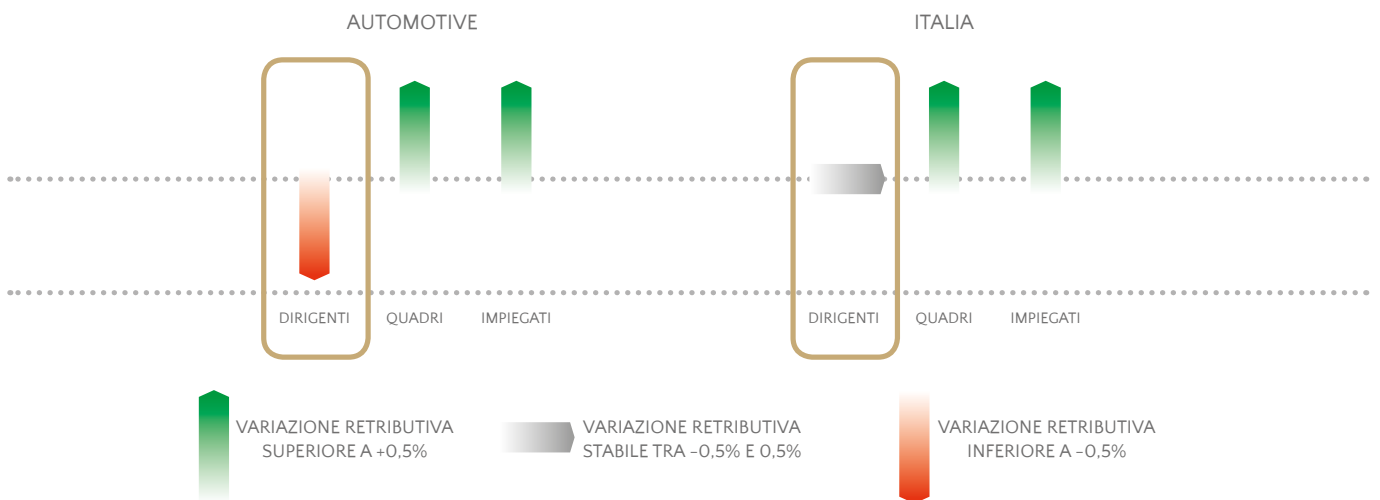 AUTOMOTIVE
ITALIA
DIRIGENTI
QUADRI
IMPIEGATI
DIRIGENTI
QUADRI
IMPIEGATI
VARIAZIONE RETRIBUTIVA
SUPERIORE A +0,5%
VARIAZIONE RETRIBUTIVA
STABILE TRA -0,5% E 0,5%
VARIAZIONE RETRIBUTIVA
INFERIORE A -0,5%